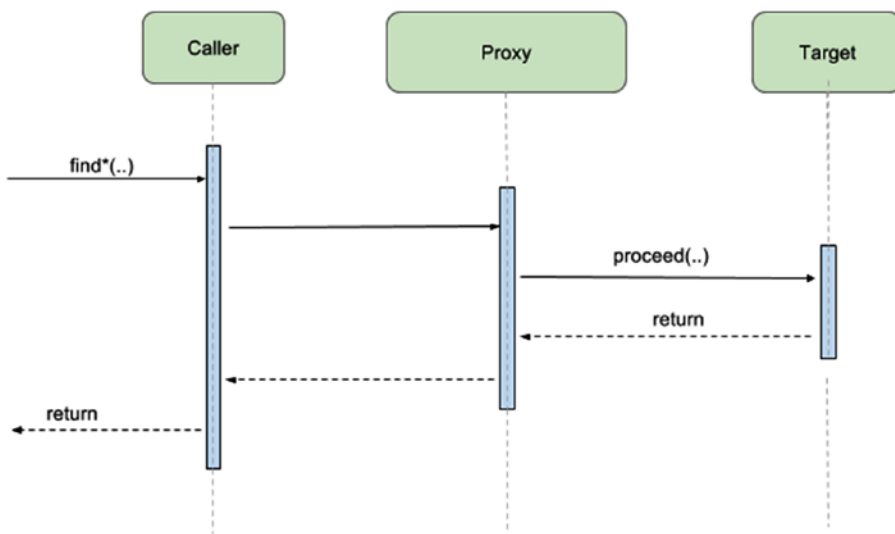 Caller
Proxy
Target
find*(..)
proceed(..)
return
return